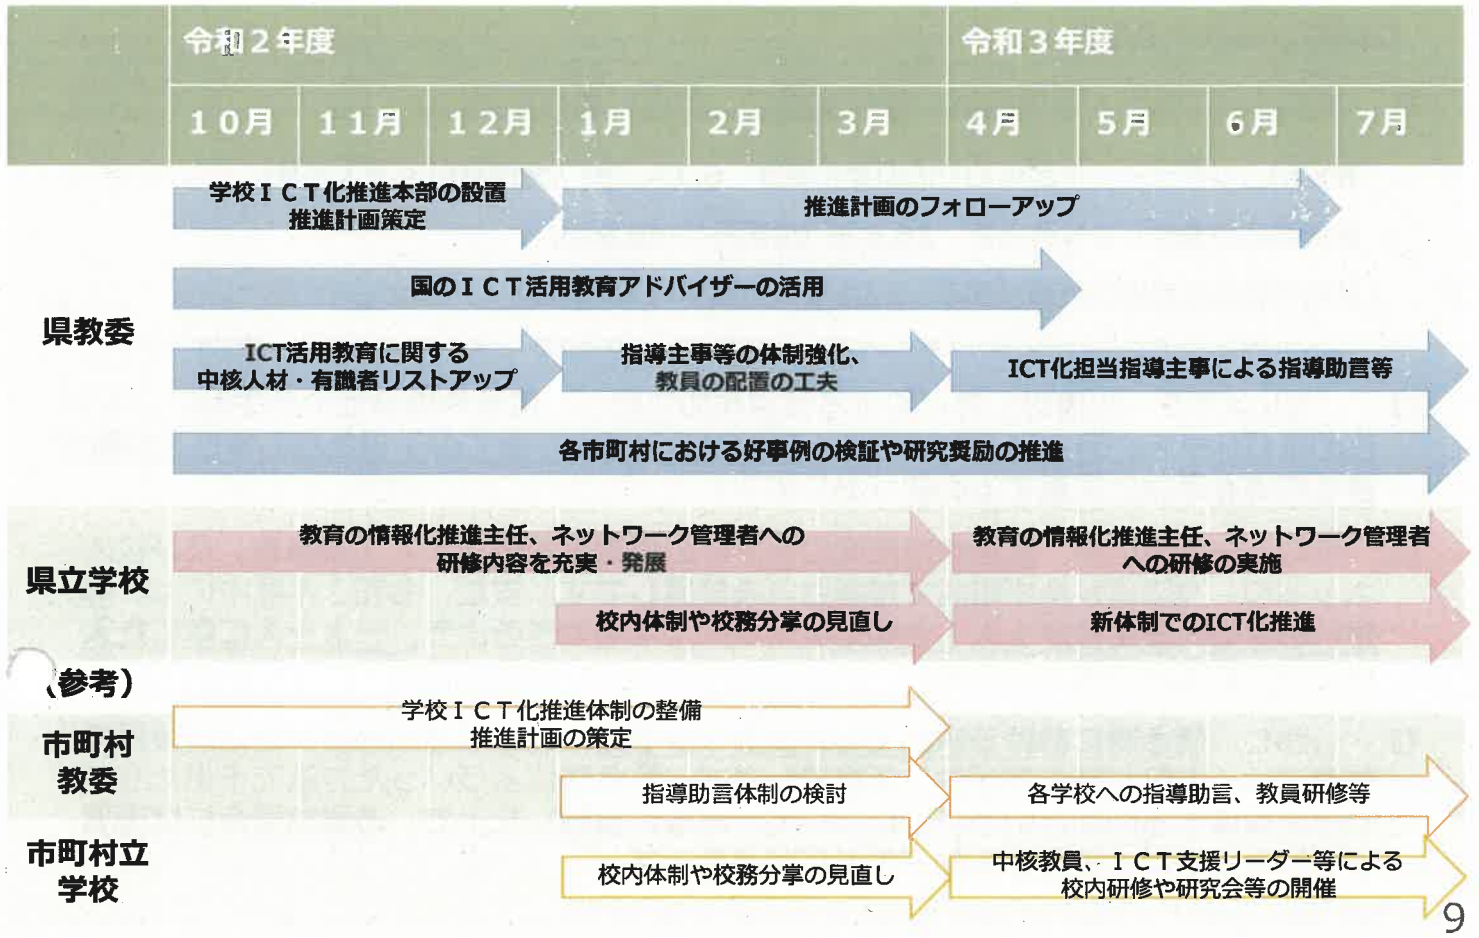 令和２年度
令和３年度
１０月
１１月
１２月
１月
２月
３月
４月
５月
６月
７月
県教委
学校ＩＣＴ化推進本部の設置
推進計画策定
推進計画のフォローアップ
国のＩＣＴ活用教育アドバイザーの活用
ICT活用教育に関する
中核人材・有識者リストアップ
指導主事等の体制強化、
教員の配置の工夫
ICT化担当指導主事による指導助言等
各市町村における好事例の検証や研究奨励の推進
県立学校
教育の情報化推進主任、ネットワーク管理者への
研修内容を充実・発展
教育の情報化推進主任、ネットワーク管理者
への研修の実施
校内体制や校務分掌の見直し
新体制でのICT化推進
（参考）
市町村
教委
学校ＩＣＴ化推進体制の整備
推進計画の策定
指導助言体制の検討
各学校への指導助言、教員研修等
市町村立
学校
校内体制や校務分掌の見直し
中核教員、ＩＣＴ支援リーダー等による
校内研修や研究会等の開催
9